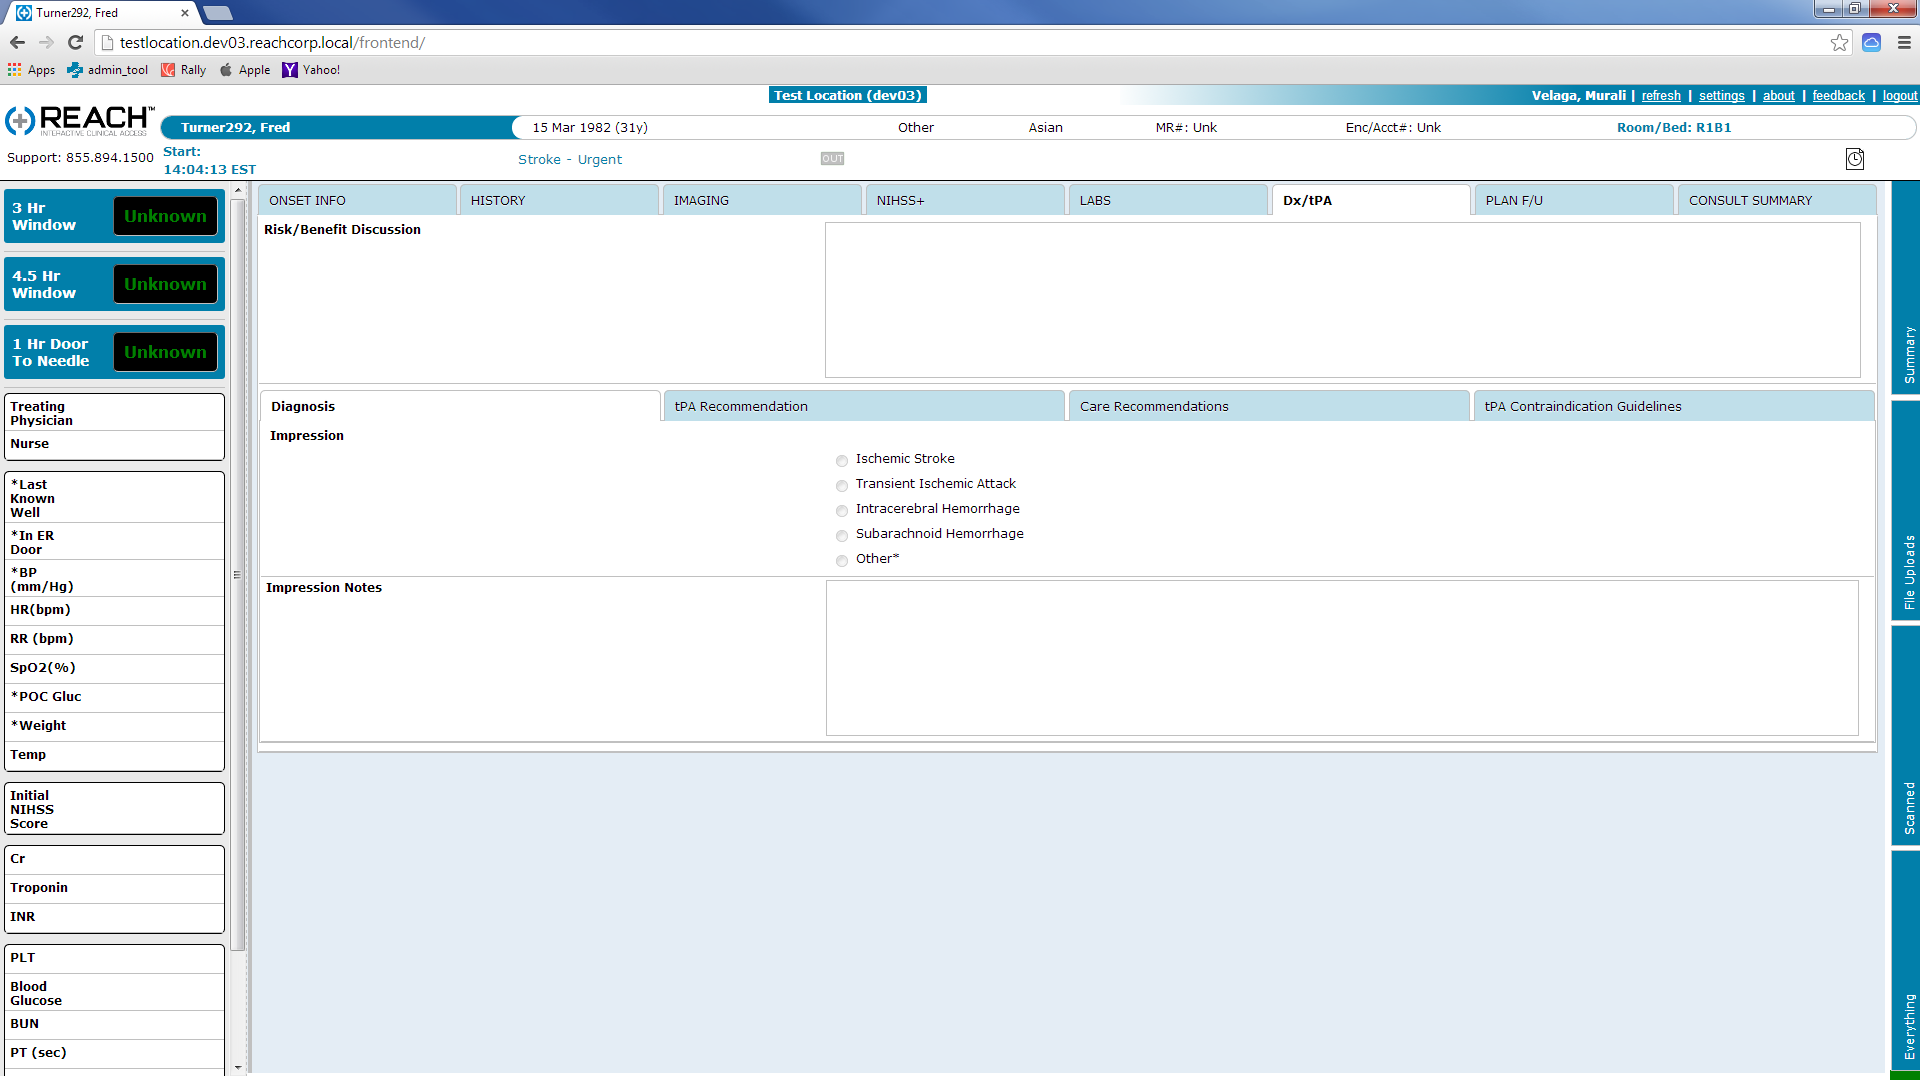 Turner292, Fred
testlocation.dev03.reachcorp.local/frontend/
Apps admin_tool Rally Apple Yahoo!
Test Location (dev03)
Velaga, Murali | refresh | settings | about | feedback | logout
REACH™
INTERACTIVE CLINICAL ACCESS
Turner292, Fred 15 Mar 1982 (31y) Other Asian MR#: Unk Enc/Acct#: Unk Room/Bed: R1B1
Support: 855.894.1500
Start:
14:04:13 EST
Stroke - Urgent
OUT
3 Hr
Window
Unknown
4.5 Hr
Window
Unknown
1 Hr Door
To Needle
Unknown
Treating
Physician
Nurse
*Last
Known
Well
*In ER
Door
*BP
(mm/Hg)
HR(bpm)
RR (bpm)
SpO2(%)
*POC Gluc
*Weight
Temp
Initial
NIHSS
Score
Cr
Troponin
INR
PLT
Blood
Glucose
BUN
PT (sec)
ONSET INFO HISTORY IMAGING NIHSS+ LABS Dx/tPA PLAN F/U CONSULT SUMMARY
Risk/Benefit Discussion
Diagnosis tPA Recommendation Care Recommendations tPA Contraindication Guidelines
Impression
Ischemic Stroke
Transient Ischemic Attack
Intracerebral Hemorrhage
Subarachnoid Hemorrhage
Other*
Impression Notes
Summary
File Uploads
Scanned
Everything